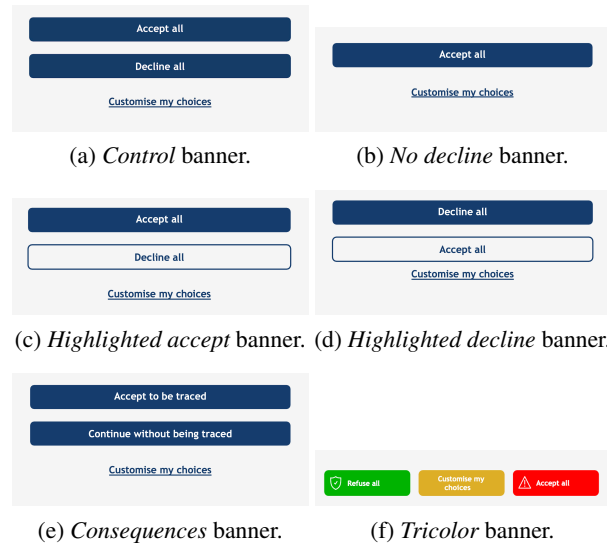 Accept all
Decline all
Customise my choices
(a) Control banner.
Accept all
Customise my choices
(b) No decline banner.
Accept all
Decline all
Customise my choices
(c) Highlighted accept banner.
Decline all
Accept all
Customise my choices
(d) Highlighted decline banner.
Accept to be traced
Continue without being traced
Customise my choices
(e) Consequences banner.
Refuse all
Customise my
choices
Accept all
(f) Tricolor banner.